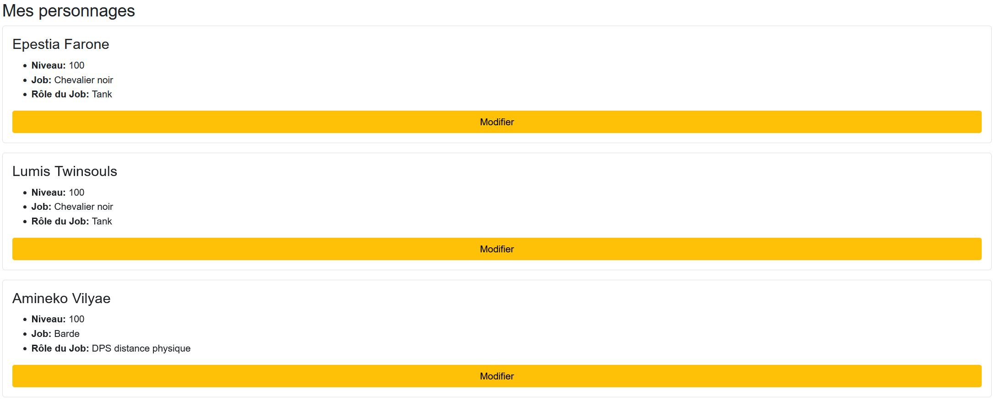 Mes personnages
Epestia Farone
Niveau: 100
Job: Chevalier noir
Rôle du Job: Tank
Modifier
Lumis Twinsouls
Niveau: 100
Job: Chevalier noir
Rôle du Job: Tank
Modifier
Amineko Vilyae
Niveau: 100
Job: Barde
Rôle du Job: DPS distance physique
Modifier